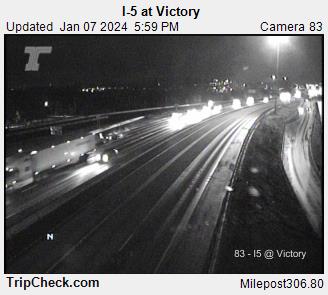 I-5 at Victory
Updated Jan 07 2024 5:59 PM Camera 83
T
N
83 - I5 @ Victory
TripCheck.com Milepost306.80